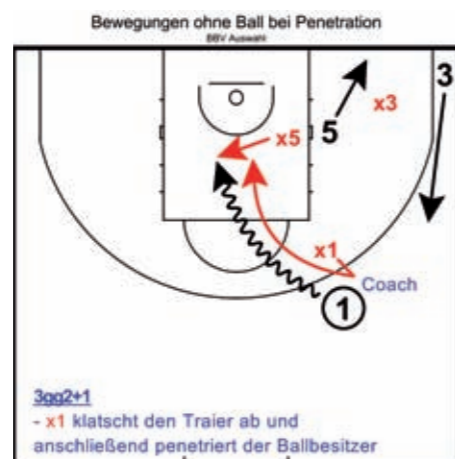 Bewegungen ohne Ball bei Penetration
BBV Auswahl
3
x3
5
x5
x1
Coach
1
3gg2+1
- x1 klatscht den Traier ab und
anschließend penetriert der Ballbesitzer